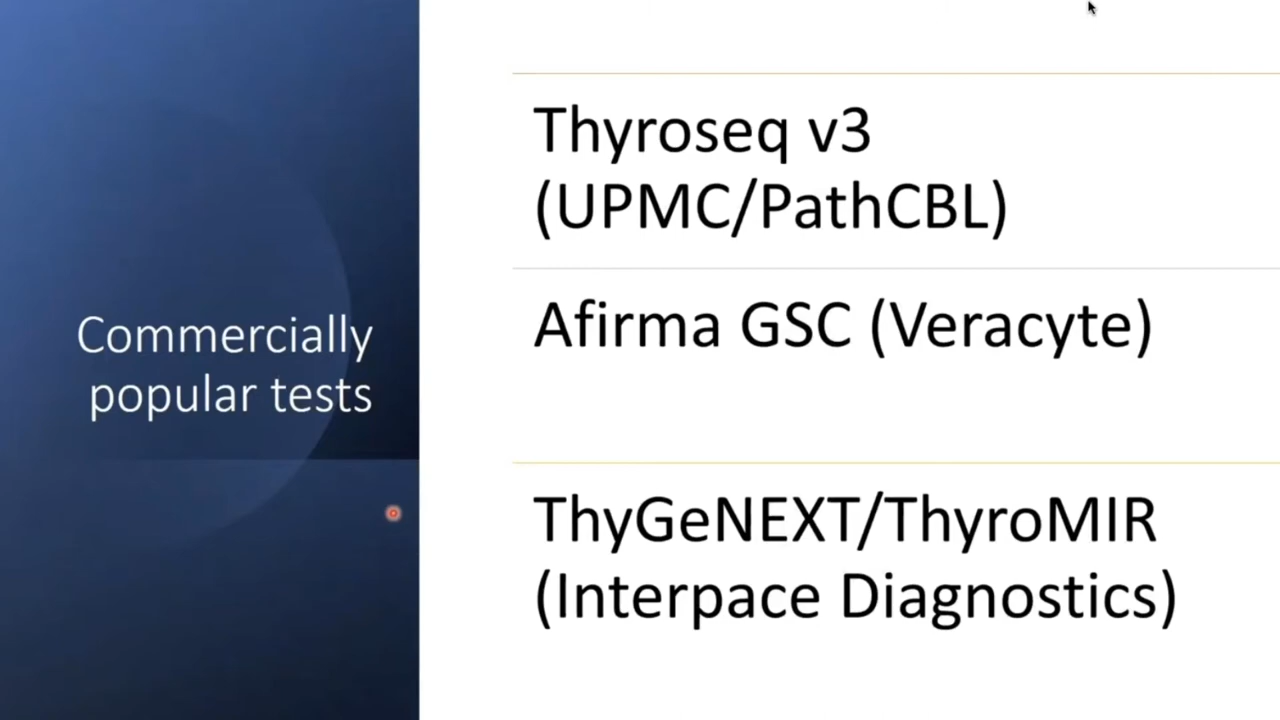 Commercially
popular tests
Thyroseq v3
(UPMC/PathCBL)
Afirma GSC (Veracyte)
ThyGeNEXT/ThyroMIR
(Interpace Diagnostics)